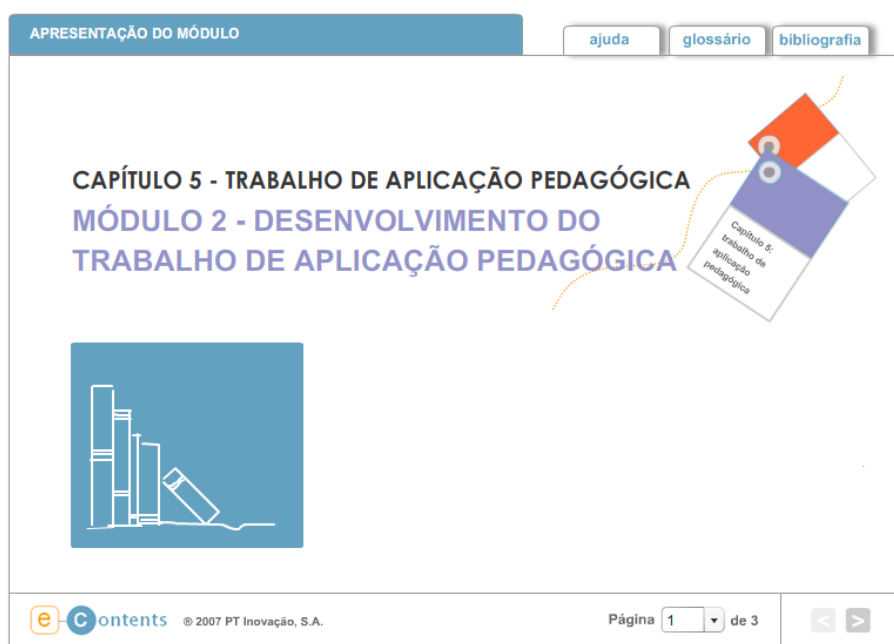 APRESENTAÇÃO DO MÓDULO
ajuda
glossário
bibliografia
CAPÍTULO 5 - TRABALHO DE APLICAÇÃO PEDAGÓGICA
MÓDULO 2 - DESENVOLVIMENTO DO
TRABALHO DE APLICAÇÃO PEDAGÓGICA
Capítulo 5:
trabalho de
aplicação
pedagógica
e-Contents ® 2007 PT Inovação, S.A.
Página 1 de 3
< >